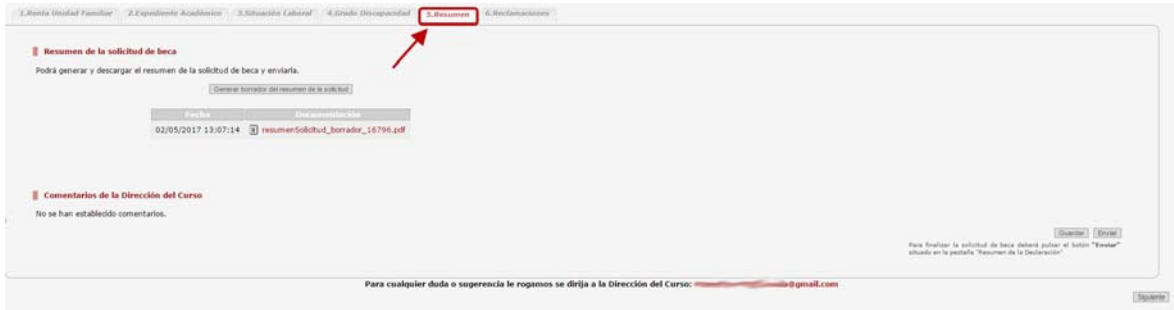 1.Renta Unidad Familiar 2.Expediente Académico 3.Situación Laboral 4.Grado Discapacidad 5.Resumen 6.Reclamaciones
Resumen de la solicitud de beca
Podrá generar y descargar el resumen de la solicitud de beca y enviarla.
Generar borrador del resumen de la solicitud
Fecha Documentación
02/05/2017 13:07:14 resumenSolicitud_borrador_16796.pdf
Comentarios de la Dirección del Curso
No se han establecido comentarios.
Guardar Enviar
Para finalizar la solicitud de beca deberá pulsar el botón "Enviar"
situado en la pestaña "Resumen de la Declaración"
Para cualquier duda o sugerencia le rogamos se dirija a la Dirección del Curso: @gmail.com
Siguiente